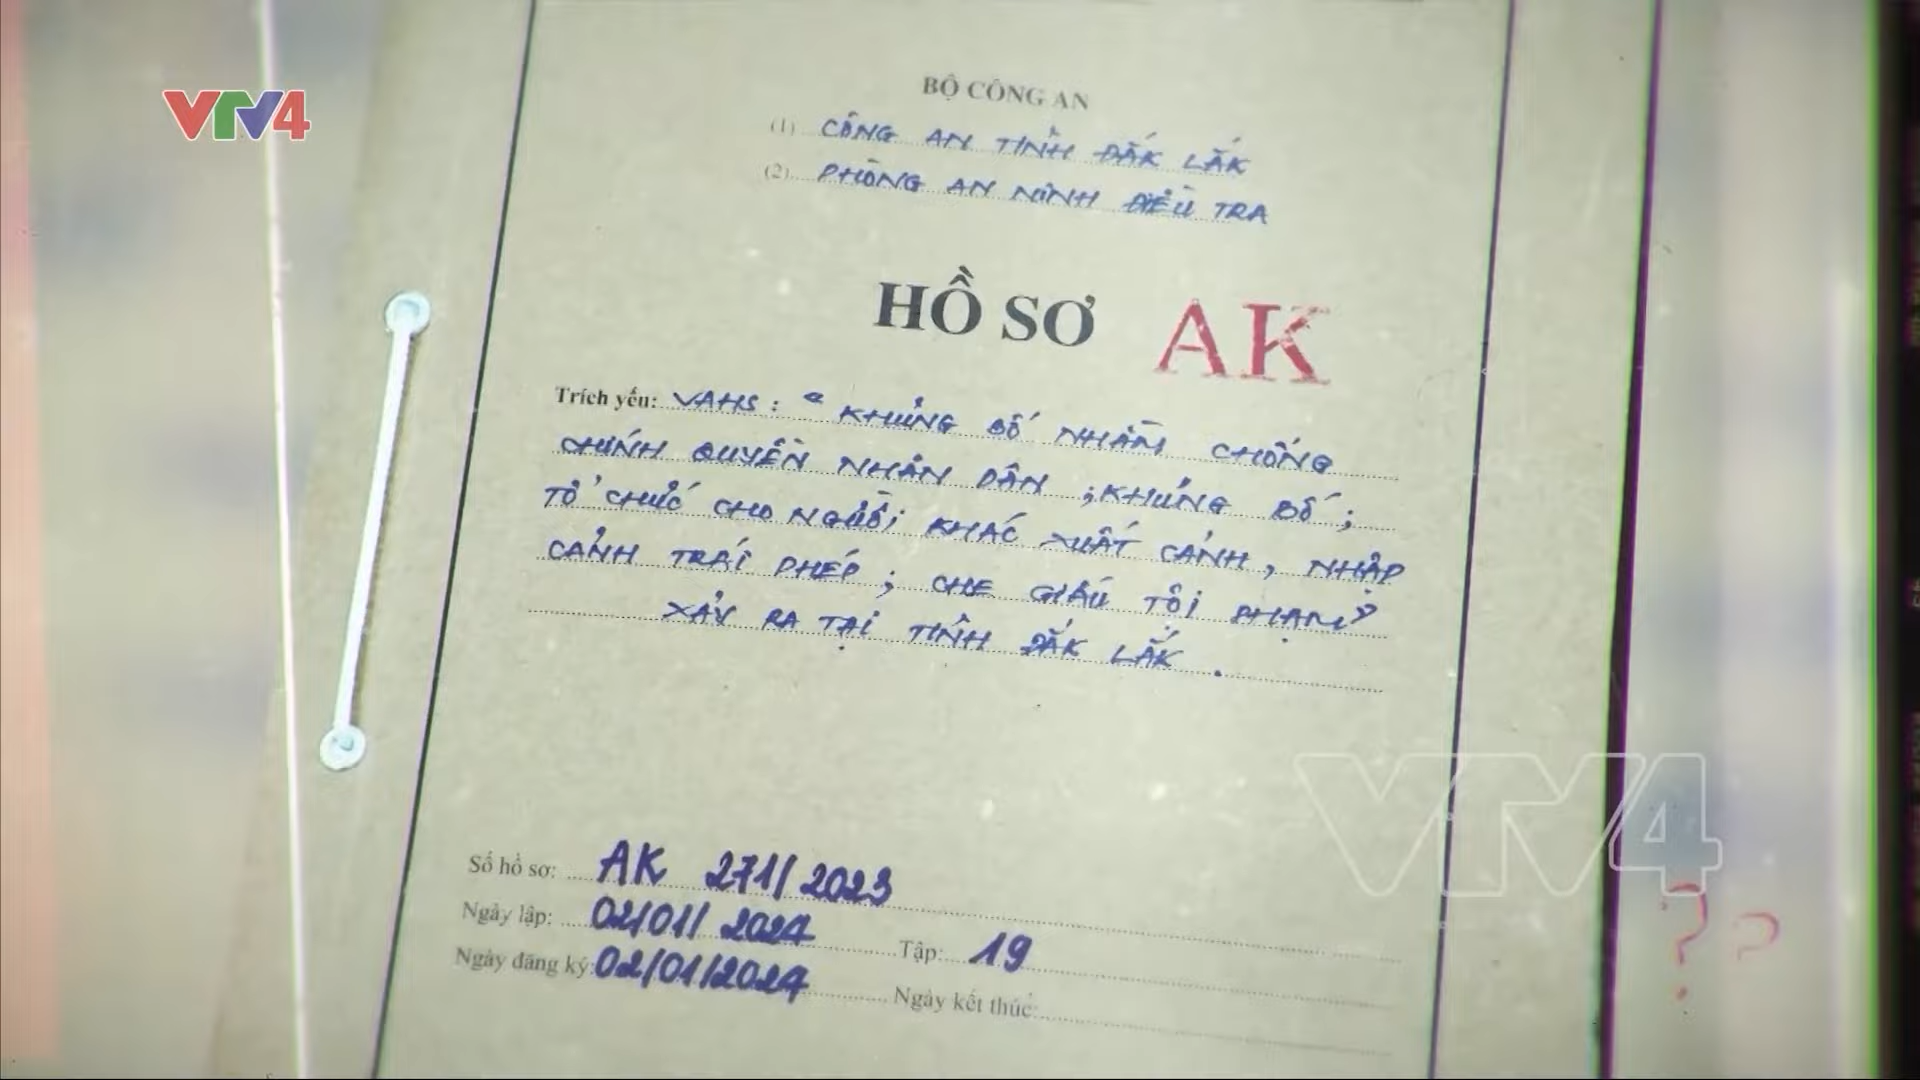 VTV4
BỘ CÔNG AN
(1) CÔNG AN TỈNH ĐẮK LẮK
(2) PHÒNG AN NINH ĐIỀU TRA
HỒ SƠ AK
Trích yếu: VAHS: "KHỦNG BỐ NHẰM CHỐNG
CHÍNH QUYỀN NHÂN DÂN; KHỦNG BỐ;
TỔ CHỨC CHO NGƯỜI KHÁC XUẤT CẢNH, NHẬP
CẢNH TRÁI PHÉP; CHE GIẤU TỘI PHẠM"
XẢY RA TẠI TỈNH ĐẮK LẮK.
VTV4
Số hồ sơ: AK 271/2023
Ngày lập: 02/01/2024 Tập: 19
Ngày đăng ký: 02/01/2024 Ngày kết thúc:
? ?